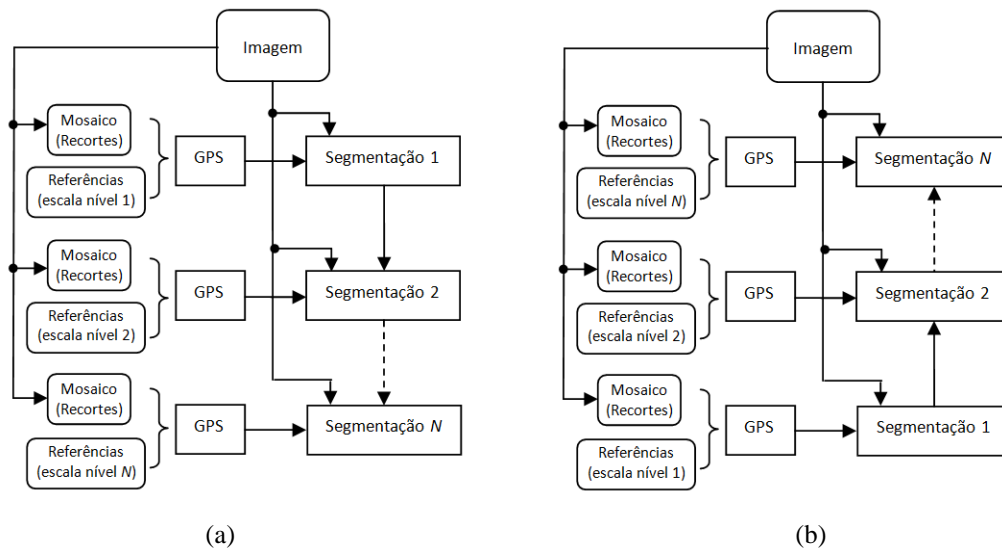 Imagem
Mosaico
(Recortes)
GPS
Segmentação 1
Referências
(escala nível 1)
Mosaico
(Recortes)
GPS
Segmentação 2
Referências
(escala nível 2)
Mosaico
(Recortes)
GPS
Segmentação N
Referências
(escala nível N)
(a)
Imagem
Mosaico
(Recortes)
GPS
Segmentação N
Referências
(escala nível N)
Mosaico
(Recortes)
GPS
Segmentação 2
Referências
(escala nível 2)
Mosaico
(Recortes)
GPS
Segmentação 1
Referências
(escala nível 1)
(b)